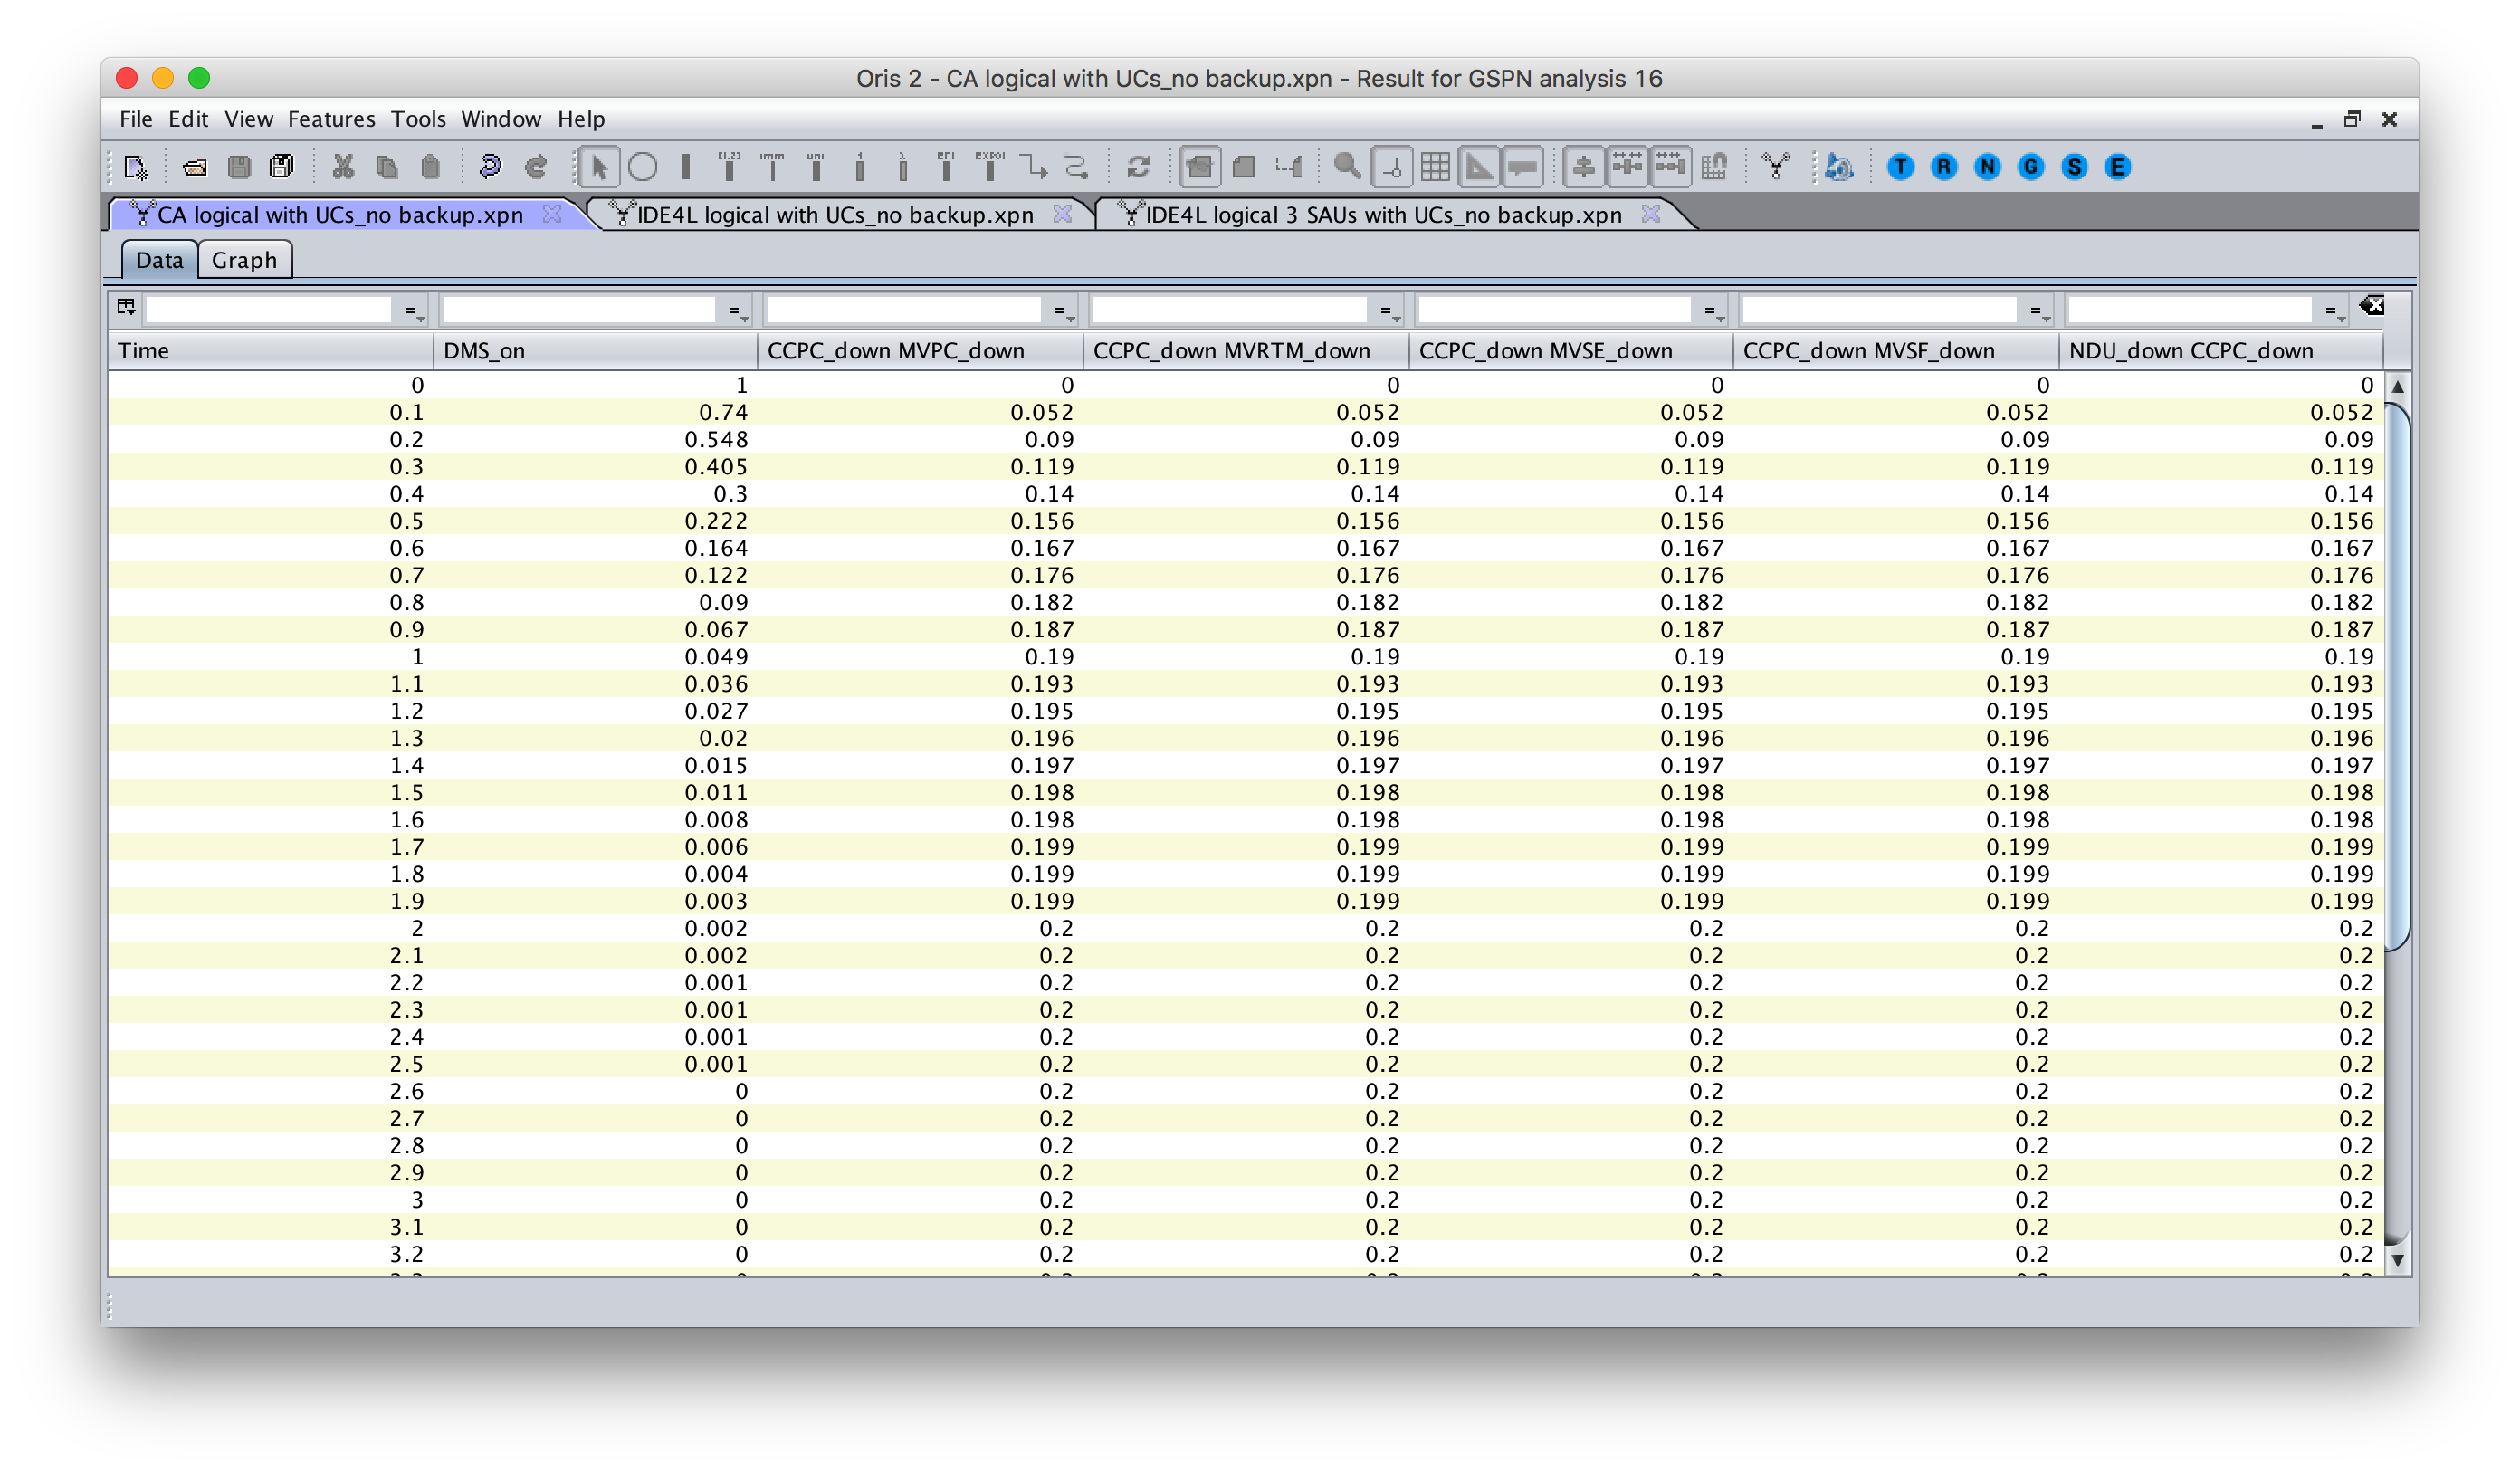 Oris 2 - CA logical with UCs_no backup.xpn - Result for GSPN analysis 16
File Edit View Features Tools Window Help
[1,2] imm uni 1 λ EXPOl T R N G S E
CA logical with UCs_no backup.xpn IDE4L logical with UCs_no backup.xpn IDE4L logical 3 SAUs with UCs_no backup.xpn
Data Graph
= = = = = = =
Time DMS_on CCPC_down MVPC_down CCPC_down MVRTM_down CCPC_down MVSE_down CCPC_down MVSF_down NDU_down CCPC_down
0 1 0 0 0 0 0
0.1 0.74 0.052 0.052 0.052 0.052 0.052
0.2 0.548 0.09 0.09 0.09 0.09 0.09
0.3 0.405 0.119 0.119 0.119 0.119 0.119
0.4 0.3 0.14 0.14 0.14 0.14 0.14
0.5 0.222 0.156 0.156 0.156 0.156 0.156
0.6 0.164 0.167 0.167 0.167 0.167 0.167
0.7 0.122 0.176 0.176 0.176 0.176 0.176
0.8 0.09 0.182 0.182 0.182 0.182 0.182
0.9 0.067 0.187 0.187 0.187 0.187 0.187
1 0.049 0.19 0.19 0.19 0.19 0.19
1.1 0.036 0.193 0.193 0.193 0.193 0.193
1.2 0.027 0.195 0.195 0.195 0.195 0.195
1.3 0.02 0.196 0.196 0.196 0.196 0.196
1.4 0.015 0.197 0.197 0.197 0.197 0.197
1.5 0.011 0.198 0.198 0.198 0.198 0.198
1.6 0.008 0.198 0.198 0.198 0.198 0.198
1.7 0.006 0.199 0.199 0.199 0.199 0.199
1.8 0.004 0.199 0.199 0.199 0.199 0.199
1.9 0.003 0.199 0.199 0.199 0.199 0.199
2 0.002 0.2 0.2 0.2 0.2 0.2
2.1 0.002 0.2 0.2 0.2 0.2 0.2
2.2 0.001 0.2 0.2 0.2 0.2 0.2
2.3 0.001 0.2 0.2 0.2 0.2 0.2
2.4 0.001 0.2 0.2 0.2 0.2 0.2
2.5 0.001 0.2 0.2 0.2 0.2 0.2
2.6 0 0.2 0.2 0.2 0.2 0.2
2.7 0 0.2 0.2 0.2 0.2 0.2
2.8 0 0.2 0.2 0.2 0.2 0.2
2.9 0 0.2 0.2 0.2 0.2 0.2
3 0 0.2 0.2 0.2 0.2 0.2
3.1 0 0.2 0.2 0.2 0.2 0.2
3.2 0 0.2 0.2 0.2 0.2 0.2